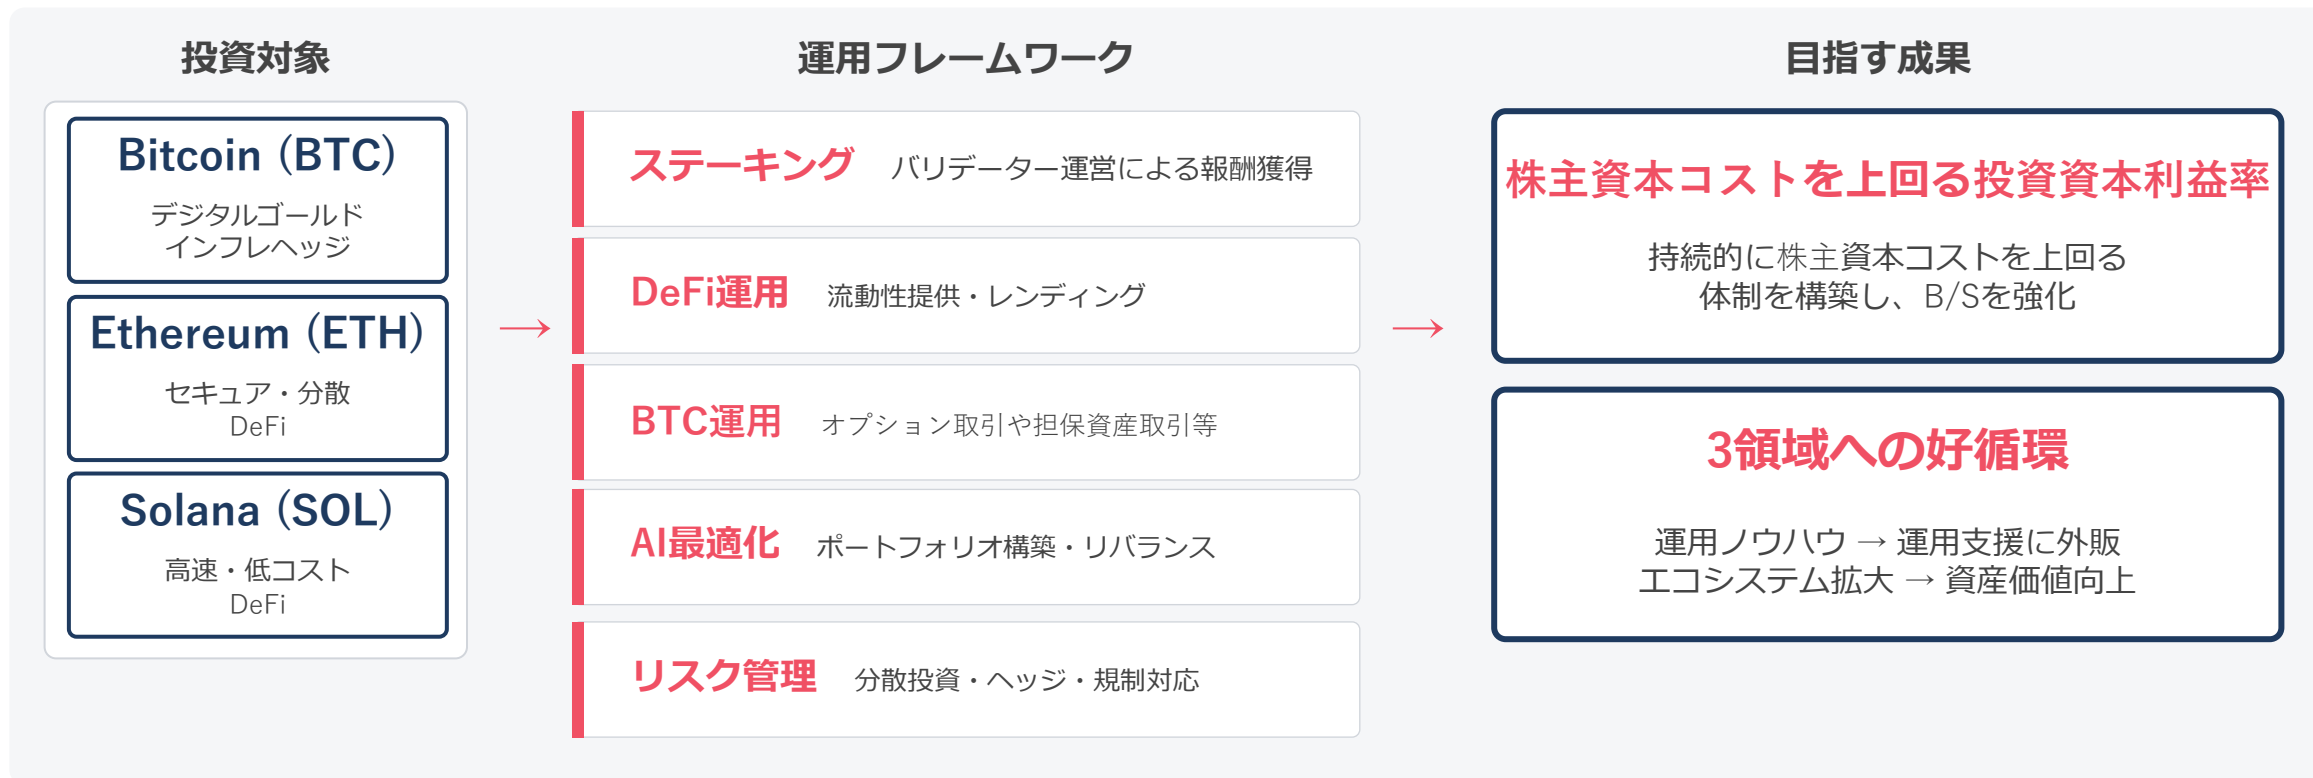 投資対象
Bitcoin (BTC)
デジタルゴールド
インフレヘッジ
Ethereum (ETH)
セキュア・分散
DeFi
Solana (SOL)
高速・低コスト
DeFi
→
運用フレームワーク
ステーキング バリデーター運営による報酬獲得
DeFi運用 流動性提供・レンディング
BTC運用 オプション取引や担保資産取引等
AI最適化 ポートフォリオ構築・リバランス
リスク管理 分散投資・ヘッジ・規制対応
→
目指す成果
株主資本コストを上回る投資資本利益率
持続的に株主資本コストを上回る
体制を構築し、B/Sを強化
3領域への好循環
運用ノウハウ → 運用支援に外販
エコシステム拡大 → 資産価値向上